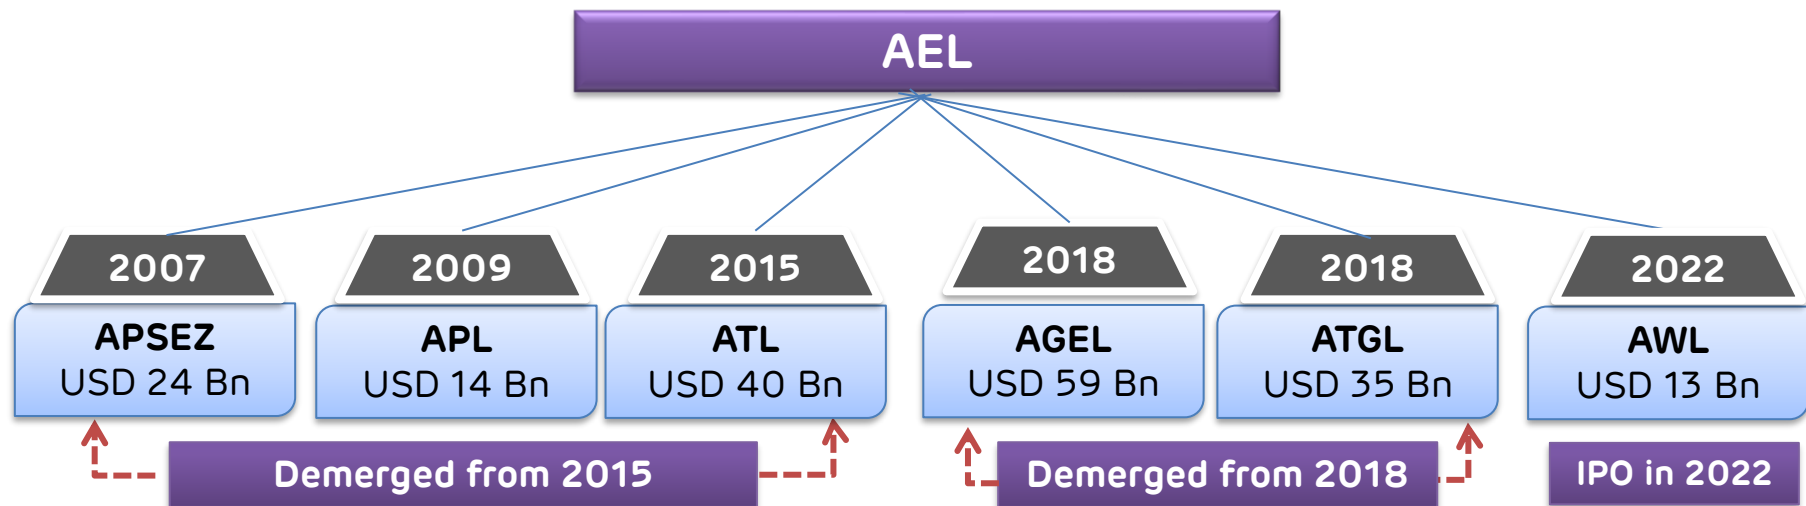 AEL
2007
2009
2015
2018
2018
2022
APSEZ
USD 24 Bn
APL
USD 14 Bn
ATL
USD 40 Bn
AGEL
USD 59 Bn
ATGL
USD 35 Bn
AWL
USD 13 Bn
Demerged from 2015
Demerged from 2018
IPO in 2022